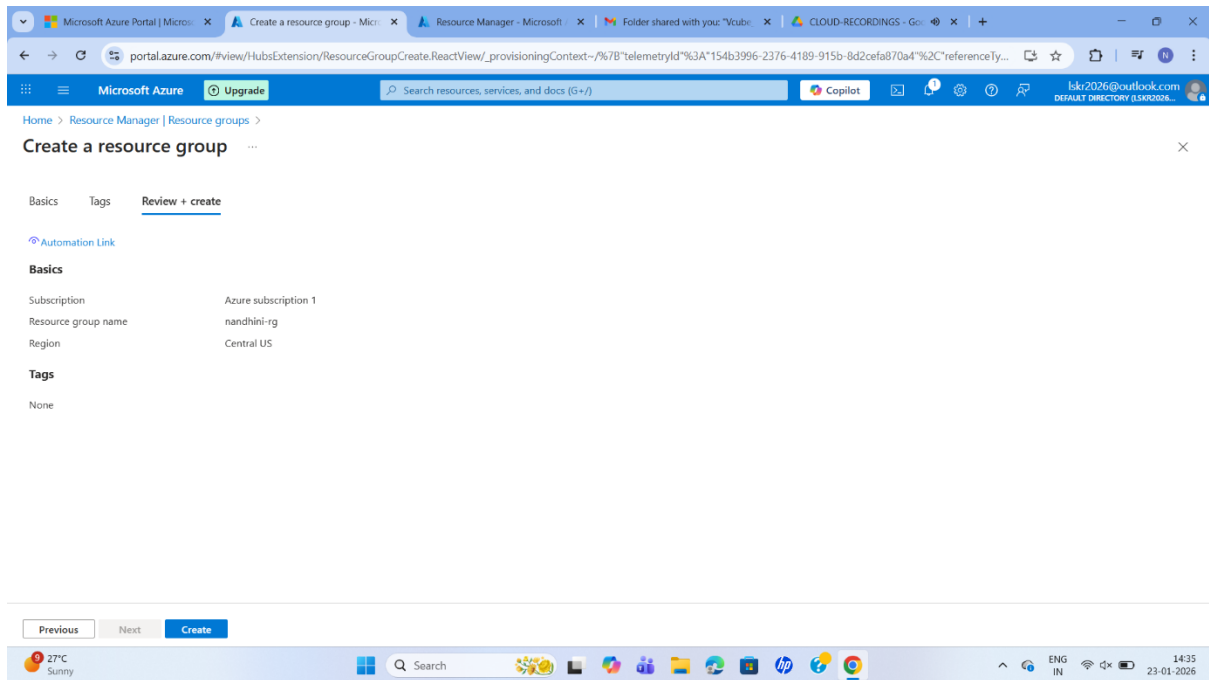 Microsoft Azure Portal | Micros
Create a resource group - Micr
Resource Manager - Microsoft
Folder shared with you: "Vcube
CLOUD-RECORDINGS - Goo
portal.azure.com/#view/HubsExtension/ResourceGroupCreate.ReactView/_provisioningContext~/%7B"telemetryId"%3A"154b3996-2376-4189-915b-8d2cefa870a4"%2C"referenceTy...
N
Microsoft Azure
Upgrade
Search resources, services, and docs (G+/)
Copilot
1
lskr2026@outlook.com
DEFAULT DIRECTORY (LSKR2026...
Home > Resource Manager | Resource groups >
Create a resource group ...
Basics Tags Review + create
Automation Link
Basics
Subscription Azure subscription 1
Resource group name nandhini-rg
Region Central US
Tags
None
Previous Next Create
9
27°C
Sunny
Search
hp
ENG
IN
14:35
23-01-2026